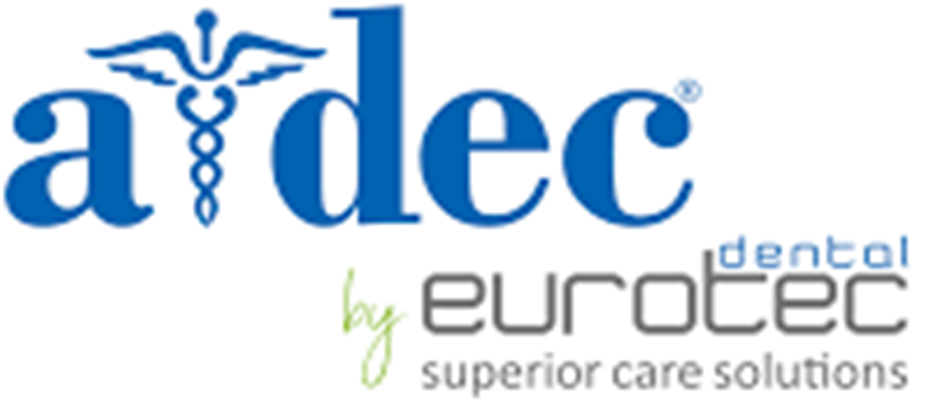 a dec®
dental
by eurotec
superior care solutions